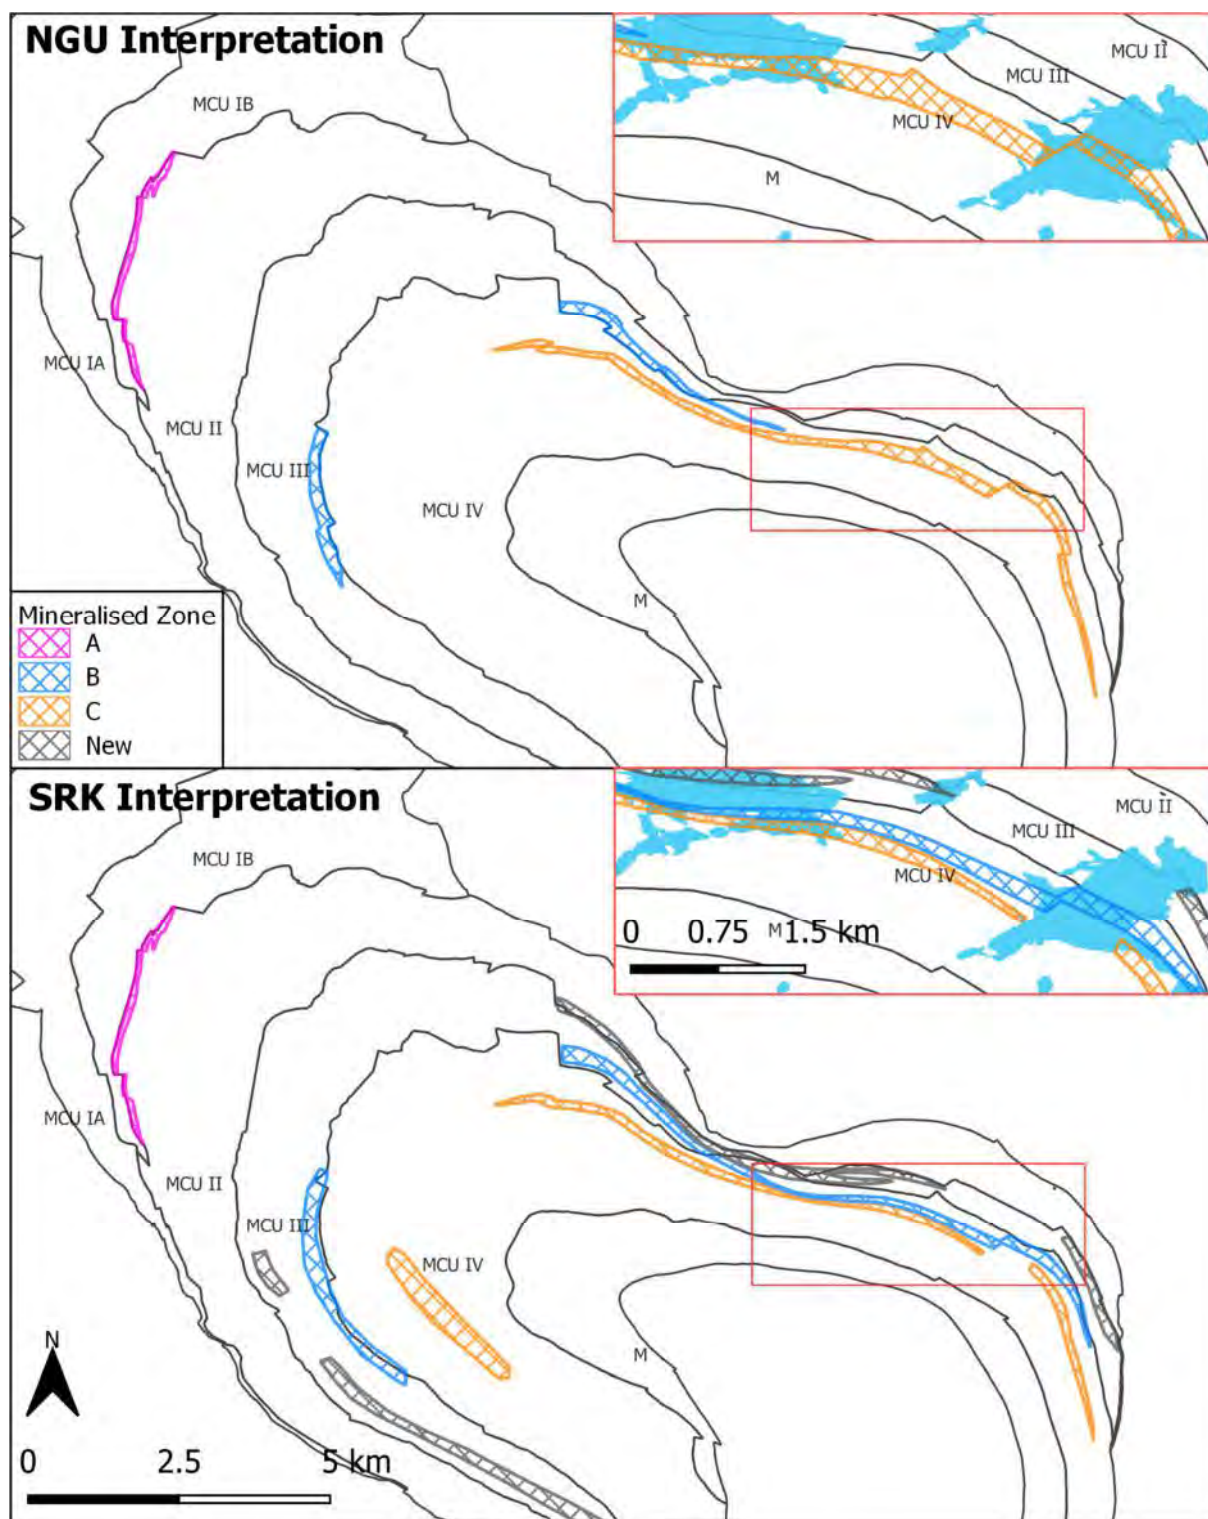 NGU Interpretation
MCU IB
MCU II
MCU III
MCU IV
M
MCU IA
MCU II
MCU III
MCU IV
M
Mineralised Zone
A
B
C
New
SRK Interpretation
MCU IB
MCU II
MCU III
MCU IV
M
0 0.75 1.5 km
MCU IA
MCU II
MCU III
MCU IV
M
N
0 2.5 5 km